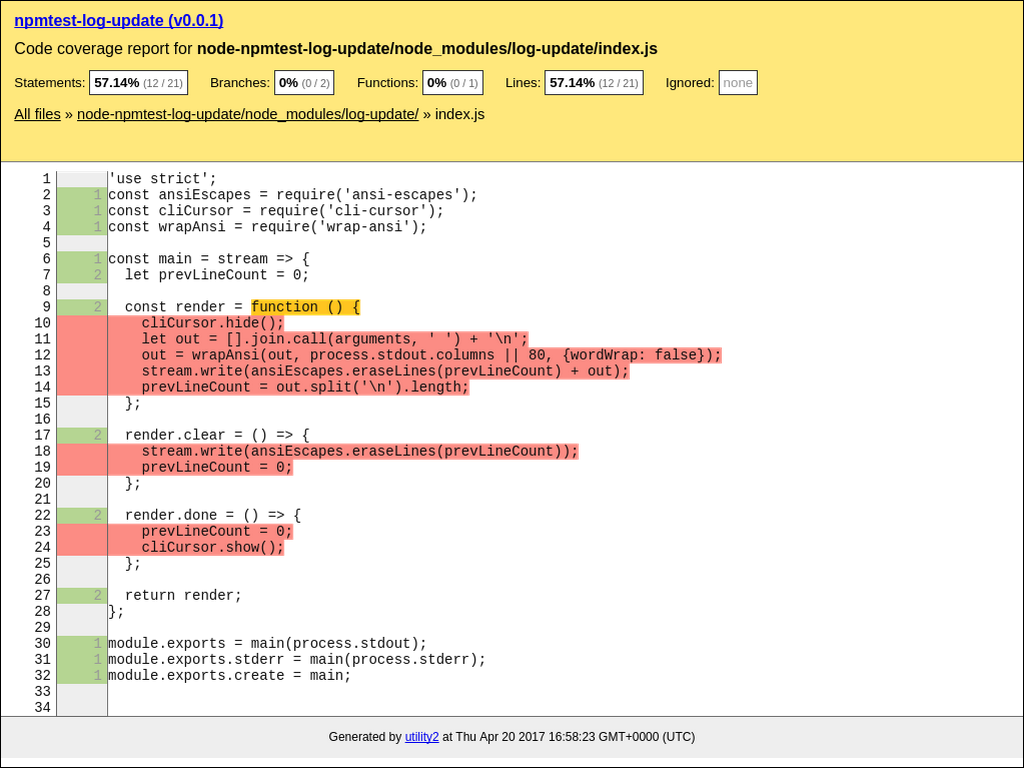 npmtest-log-update (v0.0.1)
Code coverage report for node-npmtest-log-update/node_modules/log-update/index.js
Statements: 57.14% (12 / 21) Branches: 0% (0 / 2) Functions: 0% (0 / 1) Lines: 57.14% (12 / 21) Ignored: none
All files » node-npmtest-log-update/node_modules/log-update/ » index.js
1 'use strict';
2 1 const ansiEscapes = require('ansi-escapes');
3 1 const cliCursor = require('cli-cursor');
4 1 const wrapAnsi = require('wrap-ansi');
5
6 1 const main = stream => {
7 2   let prevLineCount = 0;
8
9 2   const render = function () {
10     cliCursor.hide();
11     let out = [].join.call(arguments, ' ') + '\n';
12     out = wrapAnsi(out, process.stdout.columns || 80, {wordWrap: false});
13     stream.write(ansiEscapes.eraseLines(prevLineCount) + out);
14     prevLineCount = out.split('\n').length;
15   };
16
17 2   render.clear = () => {
18     stream.write(ansiEscapes.eraseLines(prevLineCount));
19     prevLineCount = 0;
20   };
21
22 2   render.done = () => {
23     prevLineCount = 0;
24     cliCursor.show();
25   };
26
27 2   return render;
28 };
29
30 1 module.exports = main(process.stdout);
31 1 module.exports.stderr = main(process.stderr);
32 1 module.exports.create = main;
33
34
Generated by utility2 at Thu Apr 20 2017 16:58:23 GMT+0000 (UTC)